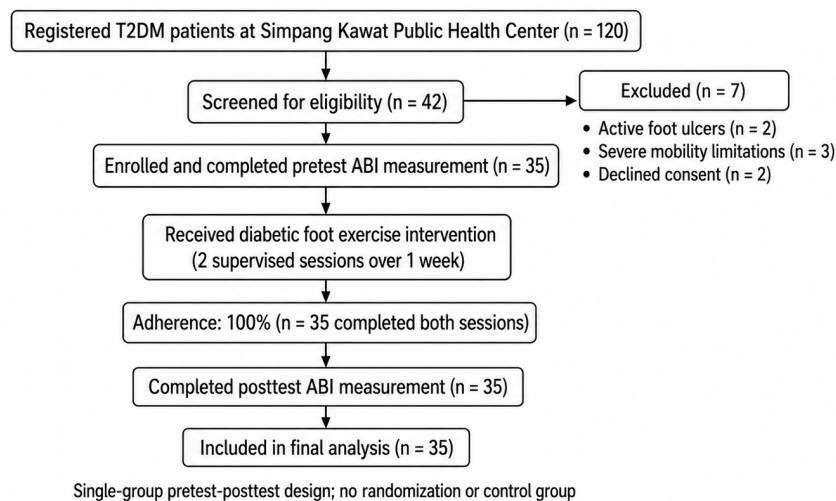 Registered T2DM patients at Simpang Kawat Public Health Center (n = 120)
Screened for eligibility (n = 42)
Excluded (n = 7)
• Active foot ulcers (n = 2)
• Severe mobility limitations (n = 3)
• Declined consent (n = 2)
Enrolled and completed pretest ABI measurement (n = 35)
Received diabetic foot exercise intervention
(2 supervised sessions over 1 week)
Adherence: 100% (n = 35 completed both sessions)
Completed posttest ABI measurement (n = 35)
Included in final analysis (n = 35)
Single-group pretest-posttest design; no randomization or control group